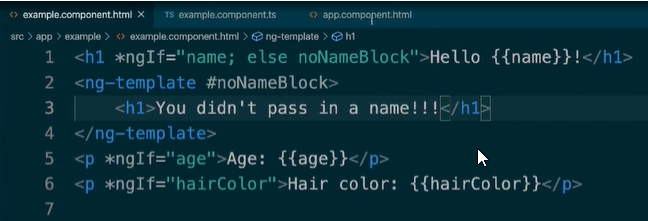 <> example.component.html × TS example.component.ts <> app.component.html
src > app > example > <> example.component.html > ng-template > h1
1 <h1 *ngIf="name; else noNameBlock">Hello {{name}}!</h1>
2 <ng-template #noNameBlock>
3     <h1>You didn't pass in a name!!!</h1>
4 </ng-template>
5 <p *ngIf="age">Age: {{age}}</p>
6 <p *ngIf="hairColor">Hair color: {{hairColor}}</p>
7